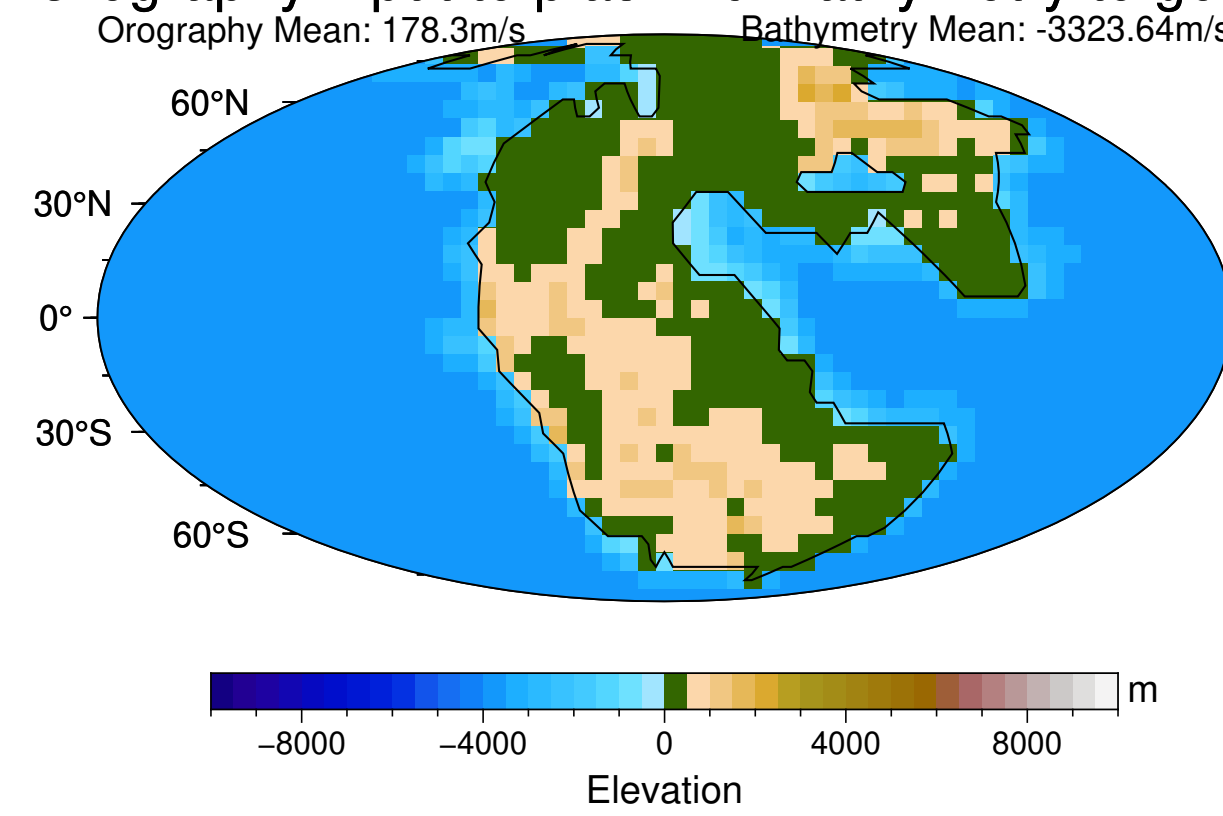 Orography Mean: 178.3m/s Bathymetry Mean: -3323.64m/s
60°N
30°N
0°
30°S
60°S
m
−8000 −4000 0 4000 8000
Elevation